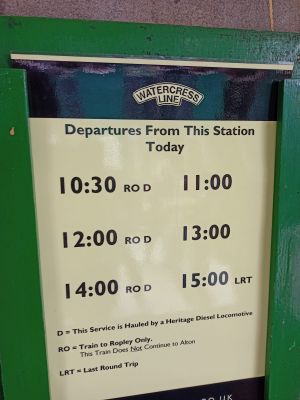 WATERCRESS
LINE
Departures From This Station
Today
10:30 RO D 11:00
12:00 RO D 13:00
14:00 RO D 15:00 LRT
D = This Service is Hauled by a Heritage Diesel Locomotive
RO = Train to Ropley Only.
This Train Does Not Continue to Alton
LRT = Last Round Trip
.UK